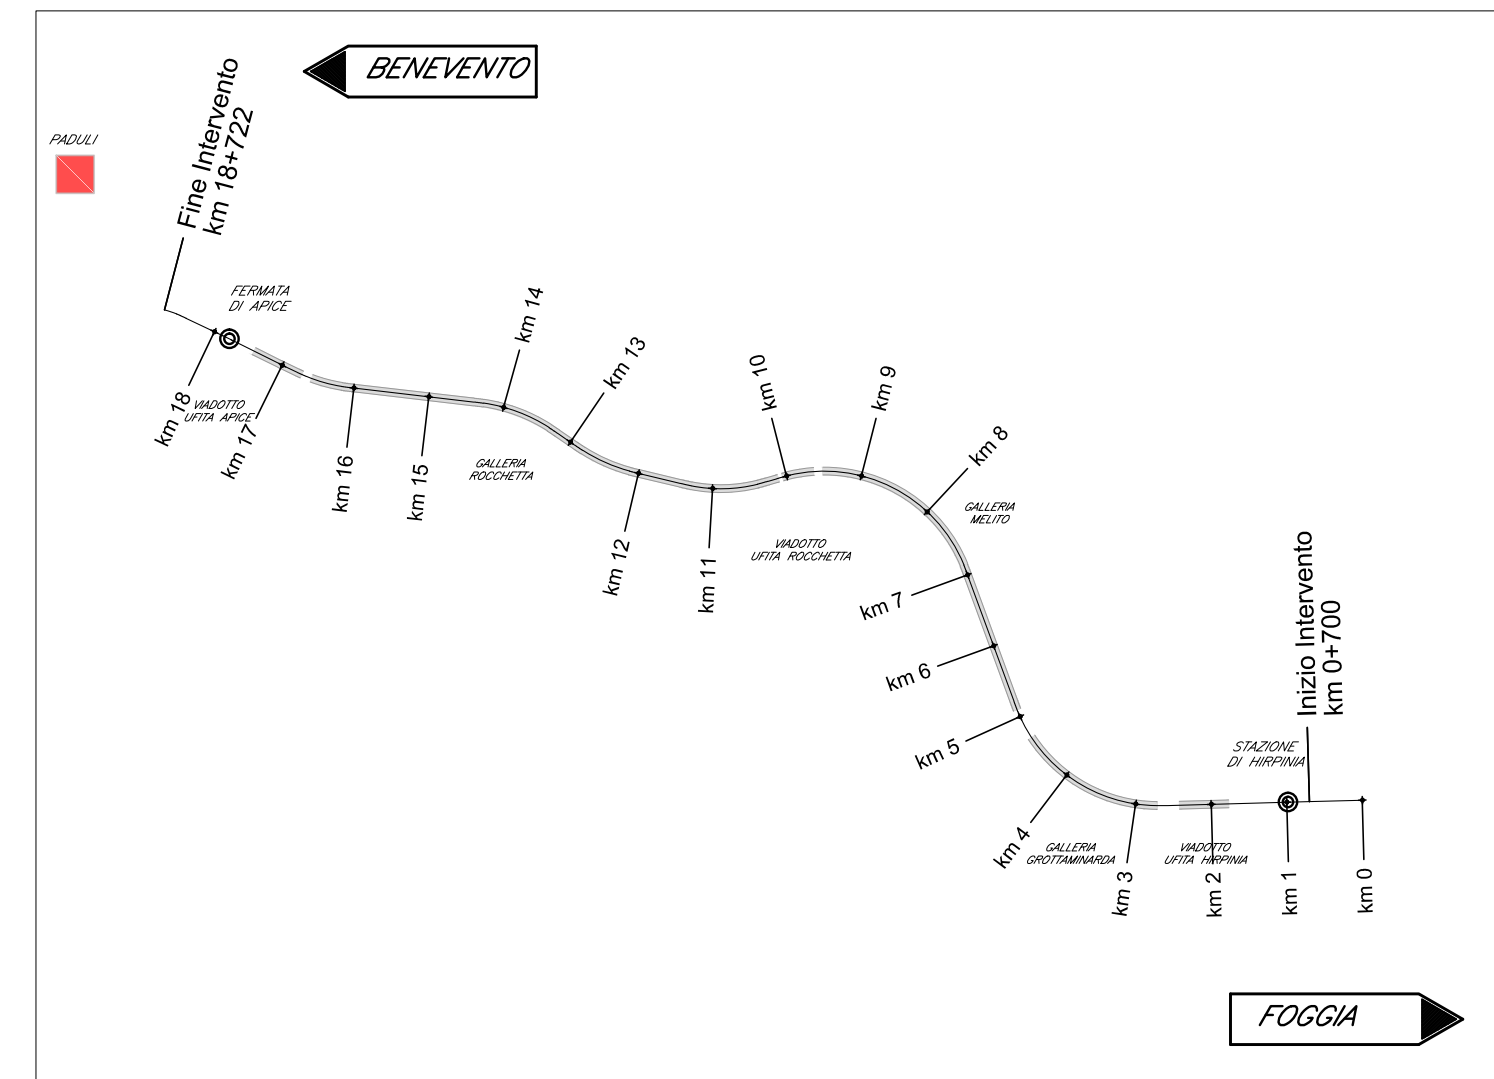 BENEVENTO
Fine Intervento
km 18+722
PADULI
FERMATA
DI APICE
km 14
km 13
km 10
km 9
km 8
km 18
VIADOTTO
UFITA APICE
km 17
km 16
km 15
GALLERIA
ROCCHETTA
GALLERIA
MELITO
km 12
km 11
VIADOTTO
UFITA ROCCHETTA
km 7
km 6
km 5
Inizio Intervento
km 0+700
STAZIONE
DI HIRPINIA
km 4
GALLERIA
GROTTAMINARDA
VIADOTTO
UFITA HIRPINIA
km 3
km 2
km 1
km 0
FOGGIA